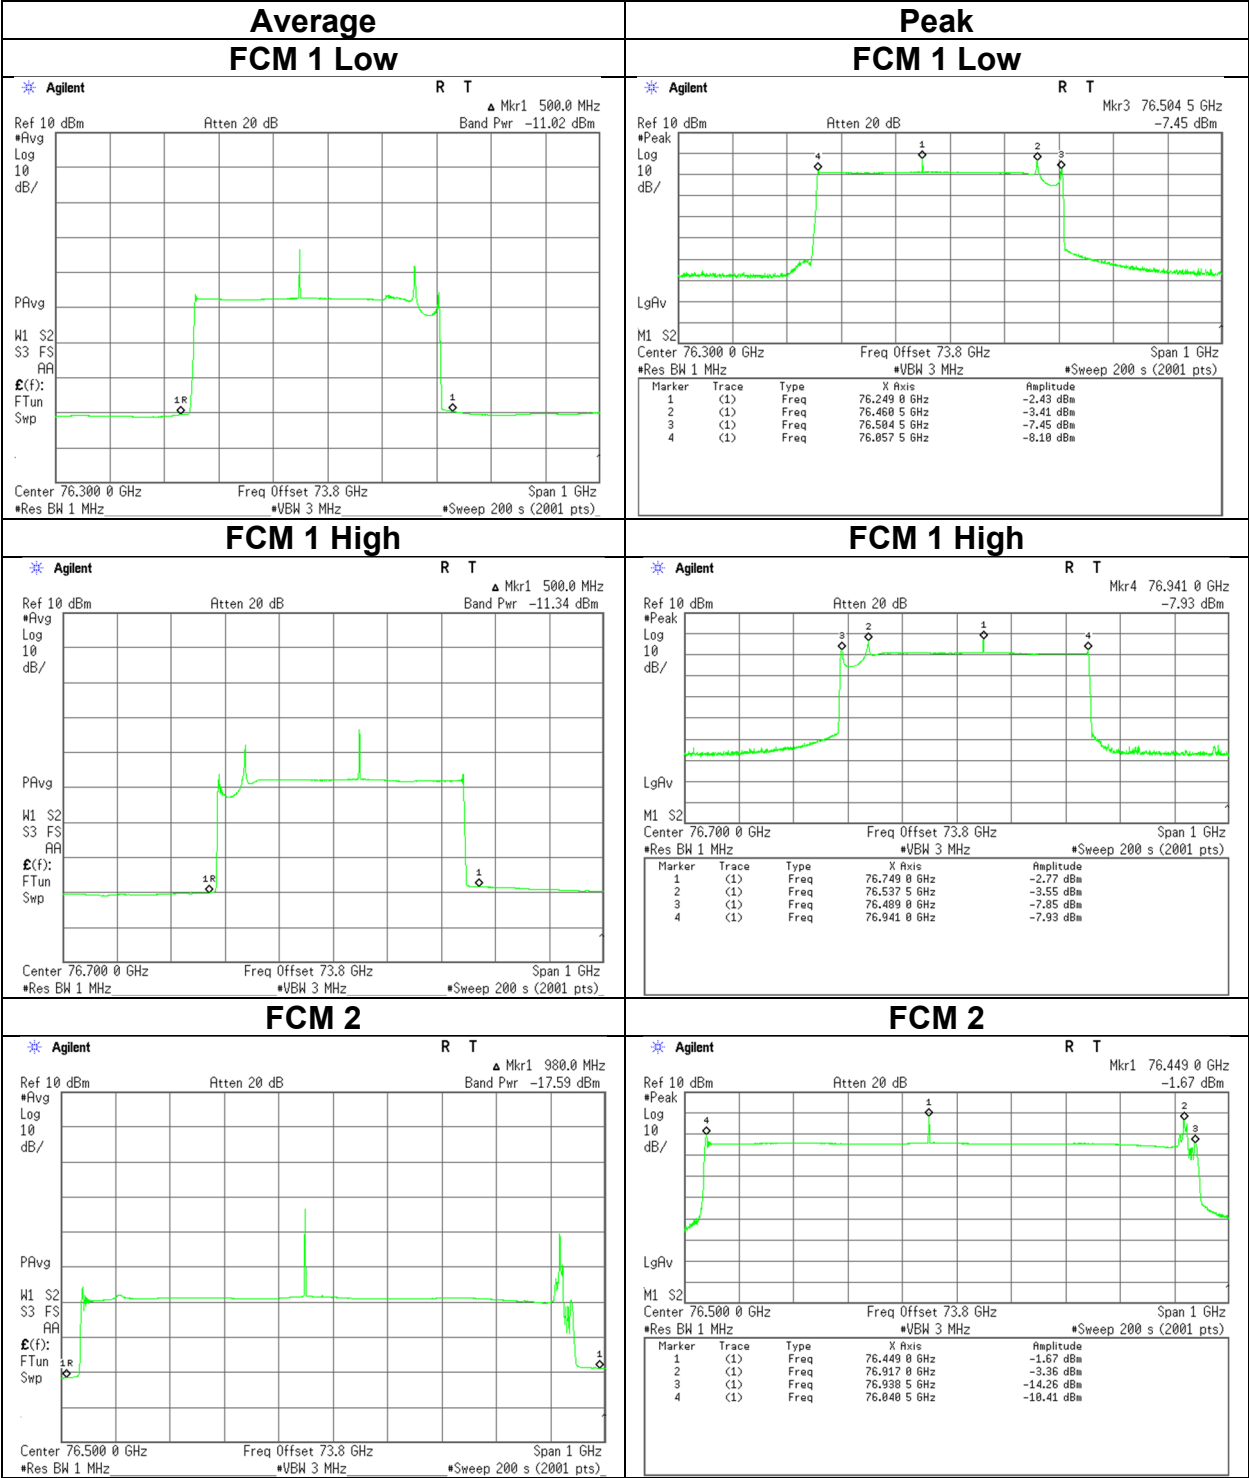 Average Peak
FCM 1 Low FCM 1 Low
Agilent R T
Δ Mkr1 500.0 MHz
Ref 10 dBm Atten 20 dB Band Pwr -11.02 dBm
#Avg
Log
10
dB/
PAvg
W1 S2
S3 FS
AA
£(f):
FTun
Swp
1R 1
Center 76.300 0 GHz Freq Offset 73.8 GHz Span 1 GHz
#Res BW 1 MHz #VBW 3 MHz #Sweep 200 s (2001 pts)
Agilent R T
Mkr3 76.504 5 GHz
Ref 10 dBm Atten 20 dB -7.45 dBm
#Peak
Log
10
dB/
4 1 2 3
LgAv
M1 S2
Center 76.300 0 GHz Freq Offset 73.8 GHz Span 1 GHz
#Res BW 1 MHz #VBW 3 MHz #Sweep 200 s (2001 pts)
Marker Trace Type X Axis Amplitude
1 (1) Freq 76.249 0 GHz -2.43 dBm
2 (1) Freq 76.460 5 GHz -3.41 dBm
3 (1) Freq 76.504 5 GHz -7.45 dBm
4 (1) Freq 76.057 5 GHz -8.10 dBm
FCM 1 High FCM 1 High
Agilent R T
Δ Mkr1 500.0 MHz
Ref 10 dBm Atten 20 dB Band Pwr -11.34 dBm
#Avg
Log
10
dB/
PAvg
W1 S2
S3 FS
AA
£(f):
FTun
Swp
1R 1
Center 76.700 0 GHz Freq Offset 73.8 GHz Span 1 GHz
#Res BW 1 MHz #VBW 3 MHz #Sweep 200 s (2001 pts)
Agilent R T
Mkr4 76.941 0 GHz
Ref 10 dBm Atten 20 dB -7.93 dBm
#Peak
Log
10
dB/
3 2 1 4
LgAv
M1 S2
Center 76.700 0 GHz Freq Offset 73.8 GHz Span 1 GHz
#Res BW 1 MHz #VBW 3 MHz #Sweep 200 s (2001 pts)
Marker Trace Type X Axis Amplitude
1 (1) Freq 76.749 0 GHz -2.77 dBm
2 (1) Freq 76.537 5 GHz -3.55 dBm
3 (1) Freq 76.489 0 GHz -7.85 dBm
4 (1) Freq 76.941 0 GHz -7.93 dBm
FCM 2 FCM 2
Agilent R T
Δ Mkr1 980.0 MHz
Ref 10 dBm Atten 20 dB Band Pwr -17.59 dBm
#Avg
Log
10
dB/
PAvg
W1 S2
S3 FS
AA
£(f):
FTun
Swp
1R 1
Center 76.500 0 GHz Freq Offset 73.8 GHz Span 1 GHz
#Res BW 1 MHz #VBW 3 MHz #Sweep 200 s (2001 pts)
Agilent R T
Mkr1 76.449 0 GHz
Ref 10 dBm Atten 20 dB -1.67 dBm
#Peak
Log
10
dB/
4 1 2 3
LgAv
M1 S2
Center 76.500 0 GHz Freq Offset 73.8 GHz Span 1 GHz
#Res BW 1 MHz #VBW 3 MHz #Sweep 200 s (2001 pts)
Marker Trace Type X Axis Amplitude
1 (1) Freq 76.449 0 GHz -1.67 dBm
2 (1) Freq 76.917 0 GHz -3.36 dBm
3 (1) Freq 76.938 5 GHz -14.26 dBm
4 (1) Freq 76.040 5 GHz -10.41 dBm